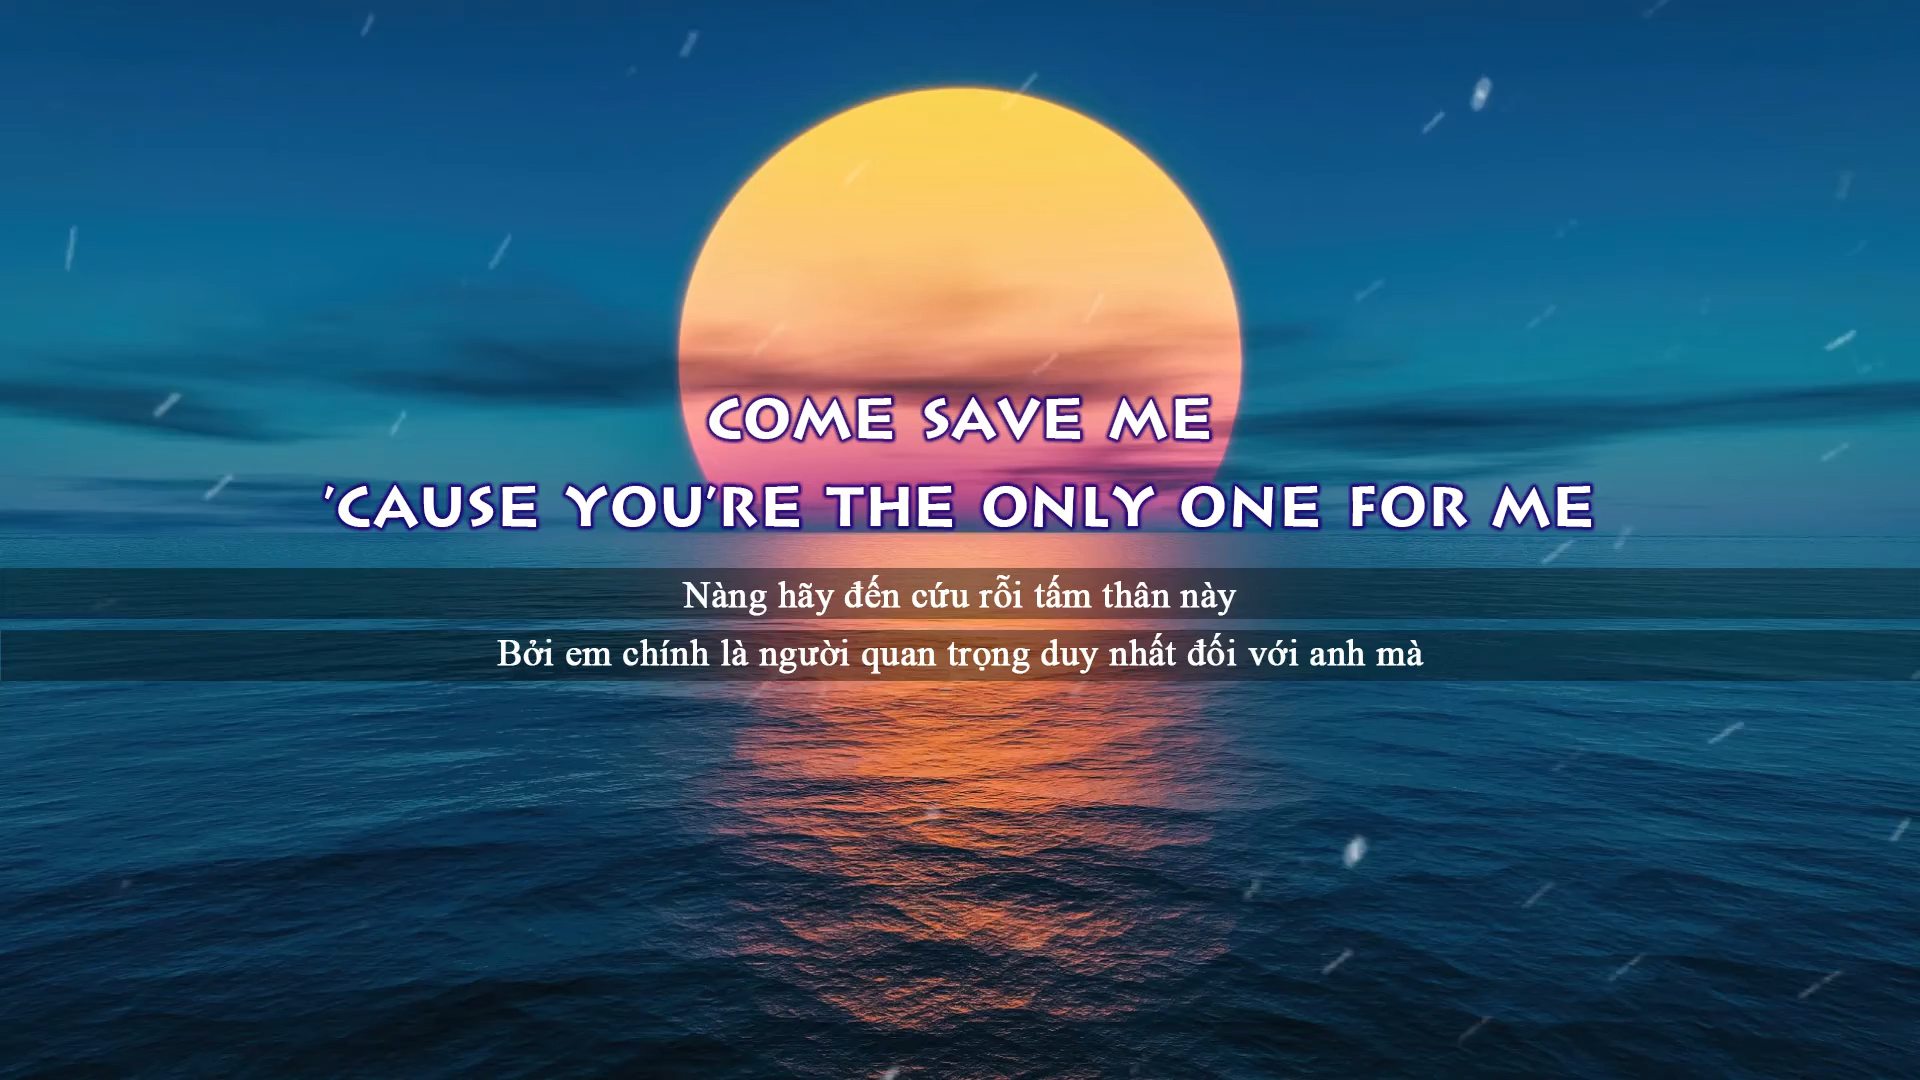 COME SAVE ME
'CAUSE YOU'RE THE ONLY ONE FOR ME
Nàng hãy đến cứu rỗi tấm thân này
Bởi em chính là người quan trọng duy nhất đối với anh mà